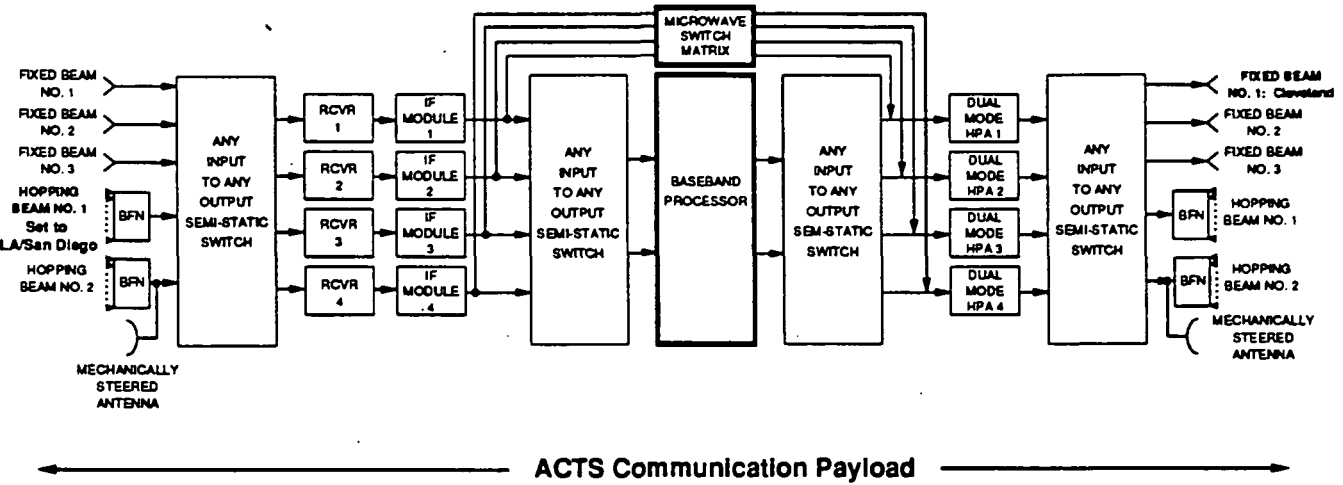 MICROWAVE
SWITCH
MATRIX
FIXED BEAM
NO. 1
FIXED BEAM
NO. 2
FIXED BEAM
NO. 3
HOPPING
BEAM NO. 1
Set to
LA/San Diego
BFN
HOPPING
BEAM NO. 2
BFN
MECHANICALLY
STEERED
ANTENNA
ANY
INPUT
TO ANY
OUTPUT
SEMI-STATIC
SWITCH
RCVR
1
RCVR
2
RCVR
3
RCVR
4
IF
MODULE
1
IF
MODULE
2
IF
MODULE
3
IF
MODULE
4
ANY
INPUT
TO ANY
OUTPUT
SEMI-STATIC
SWITCH
BASEBAND
PROCESSOR
ANY
INPUT
TO ANY
OUTPUT
SEMI-STATIC
SWITCH
DUAL
MODE
HPA 1
DUAL
MODE
HPA 2
DUAL
MODE
HPA 3
DUAL
MODE
HPA 4
ANY
INPUT
TO ANY
OUTPUT
SEMI-STATIC
SWITCH
FIXED BEAM
NO. 1: Cleveland
FIXED BEAM
NO. 2
FIXED BEAM
NO. 3
BFN
HOPPING
BEAM NO. 1
BFN
HOPPING
BEAM NO. 2
MECHANICALLY
STEERED
ANTENNA
ACTS Communication Payload